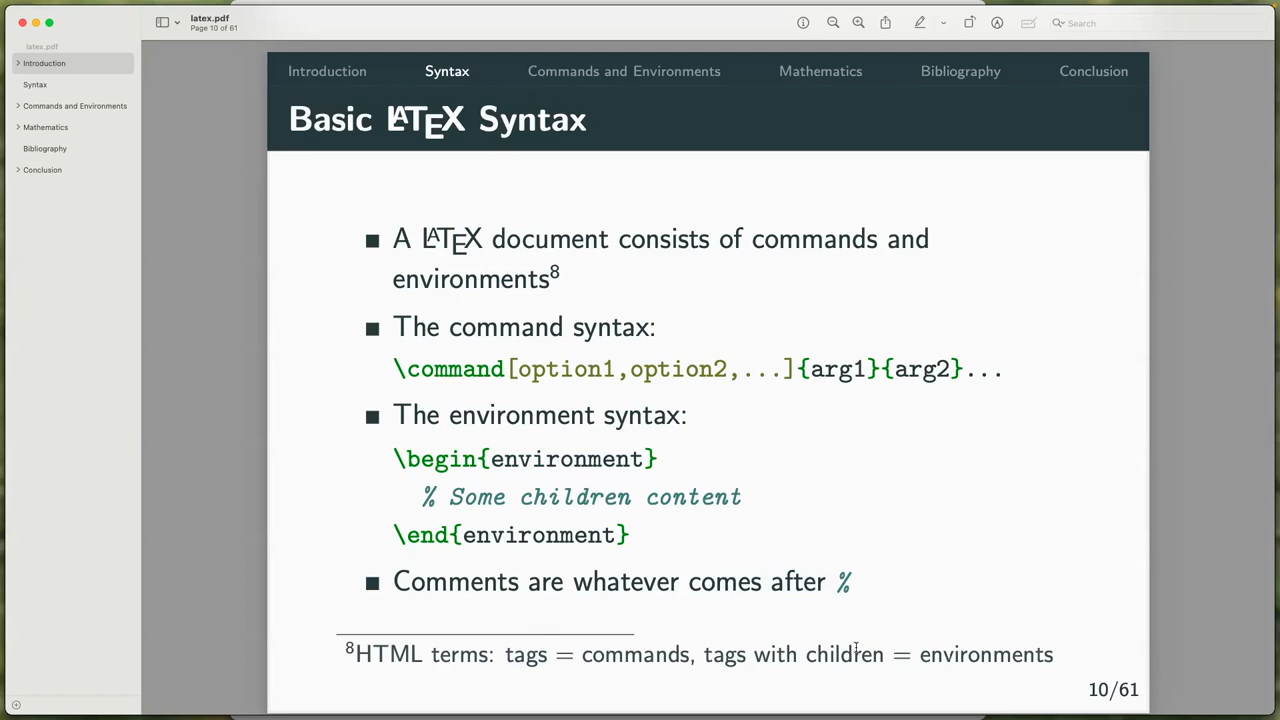 latex.pdf
Page 10 of 61
Search
latex.pdf
Introduction
Syntax
Commands and Environments
Mathematics
Bibliography
Conclusion
Introduction Syntax Commands and Environments Mathematics Bibliography Conclusion
Basic LATEX Syntax
■ A LATEX document consists of commands and
environments⁸
■ The command syntax:
\command[option1,option2,...]{arg1}{arg2}...
■ The environment syntax:
\begin{environment}
% Some children content
\end{environment}
■ Comments are whatever comes after %
⁸HTML terms: tags = commands, tags with children = environments
10/61